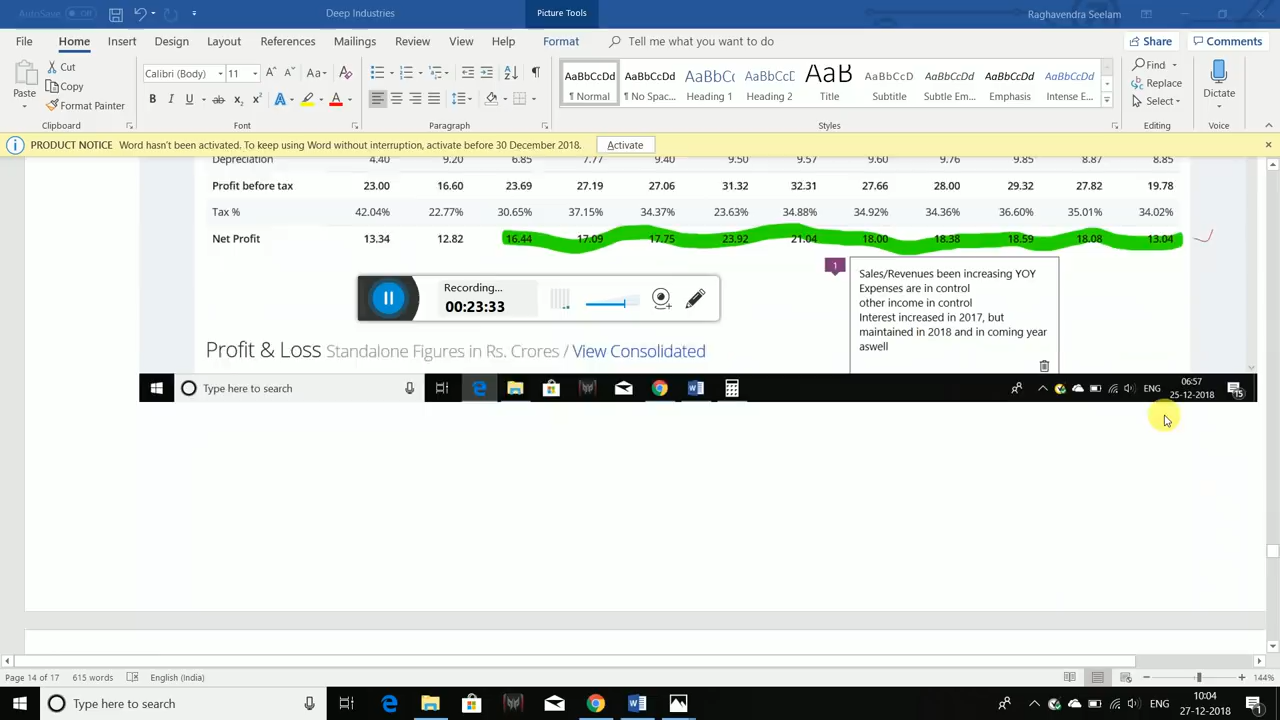 AutoSave Off
Deep Industries
Picture Tools
Raghavendra Seelam
File Home Insert Design Layout References Mailings Review View Help Format Tell me what you want to do Share Comments
Paste Cut Copy Format Painter
Clipboard
Calibri (Body) 11 Aa
B I U ab x₂ x² A A
Font
Paragraph
AaBbCcDd AaBbCcDd AaBbCc AaBbCcD AaB AaBbCcD AaBbCcDd AaBbCcDd AaBbCcDd
¶ Normal ¶ No Spac... Heading 1 Heading 2 Title Subtitle Subtle Em... Emphasis Intense E...
Styles
Find Replace Select
Editing
Dictate
Voice
PRODUCT NOTICE Word hasn't been activated. To keep using Word without interruption, activate before 30 December 2018. Activate
Depreciation 4.40 9.20 6.85 7.77 9.40 9.50 9.57 9.60 9.76 9.85 8.87 8.85
Profit before tax 23.00 16.60 23.69 27.19 27.06 31.32 32.31 27.66 28.00 29.32 27.82 19.78
Tax % 42.04% 22.77% 30.65% 37.15% 34.37% 23.63% 34.88% 34.92% 34.36% 36.60% 35.01% 34.02%
Net Profit 13.34 12.82 16.44 17.09 17.75 23.92 21.04 18.00 18.38 18.59 18.08 13.04
1
Sales/Revenues been increasing YOY
Expenses are in control
other income in control
Interest increased in 2017, but
maintained in 2018 and in coming year
aswell
Recording...
00:23:33
Profit & Loss Standalone Figures in Rs. Crores / View Consolidated
Type here to search
ENG 06:57
25-12-2018 15
Page 14 of 17 615 words English (India) 144%
Type here to search
ENG 10:04
27-12-2018 1